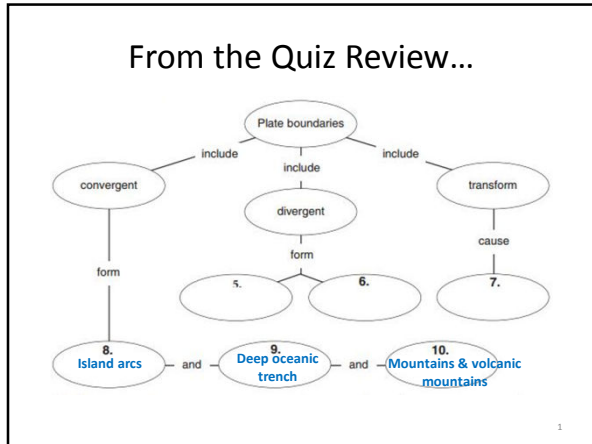 From the Quiz Review…
Plate boundaries
include
include
include
convergent
divergent
transform
form
cause
form
5.
6.
7.
8.
Island arcs
and
9.
Deep oceanic
trench
and
10.
Mountains & volcanic
mountains
1